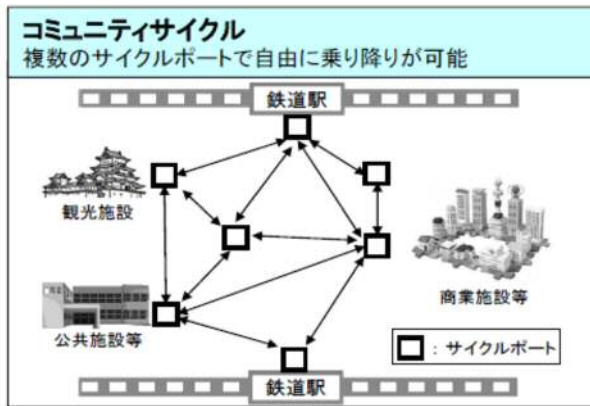 コミュニティサイクル
複数のサイクルポートで自由に乗り降りが可能
鉄道駅
観光施設
商業施設等
公共施設等
：サイクルポート
鉄道駅